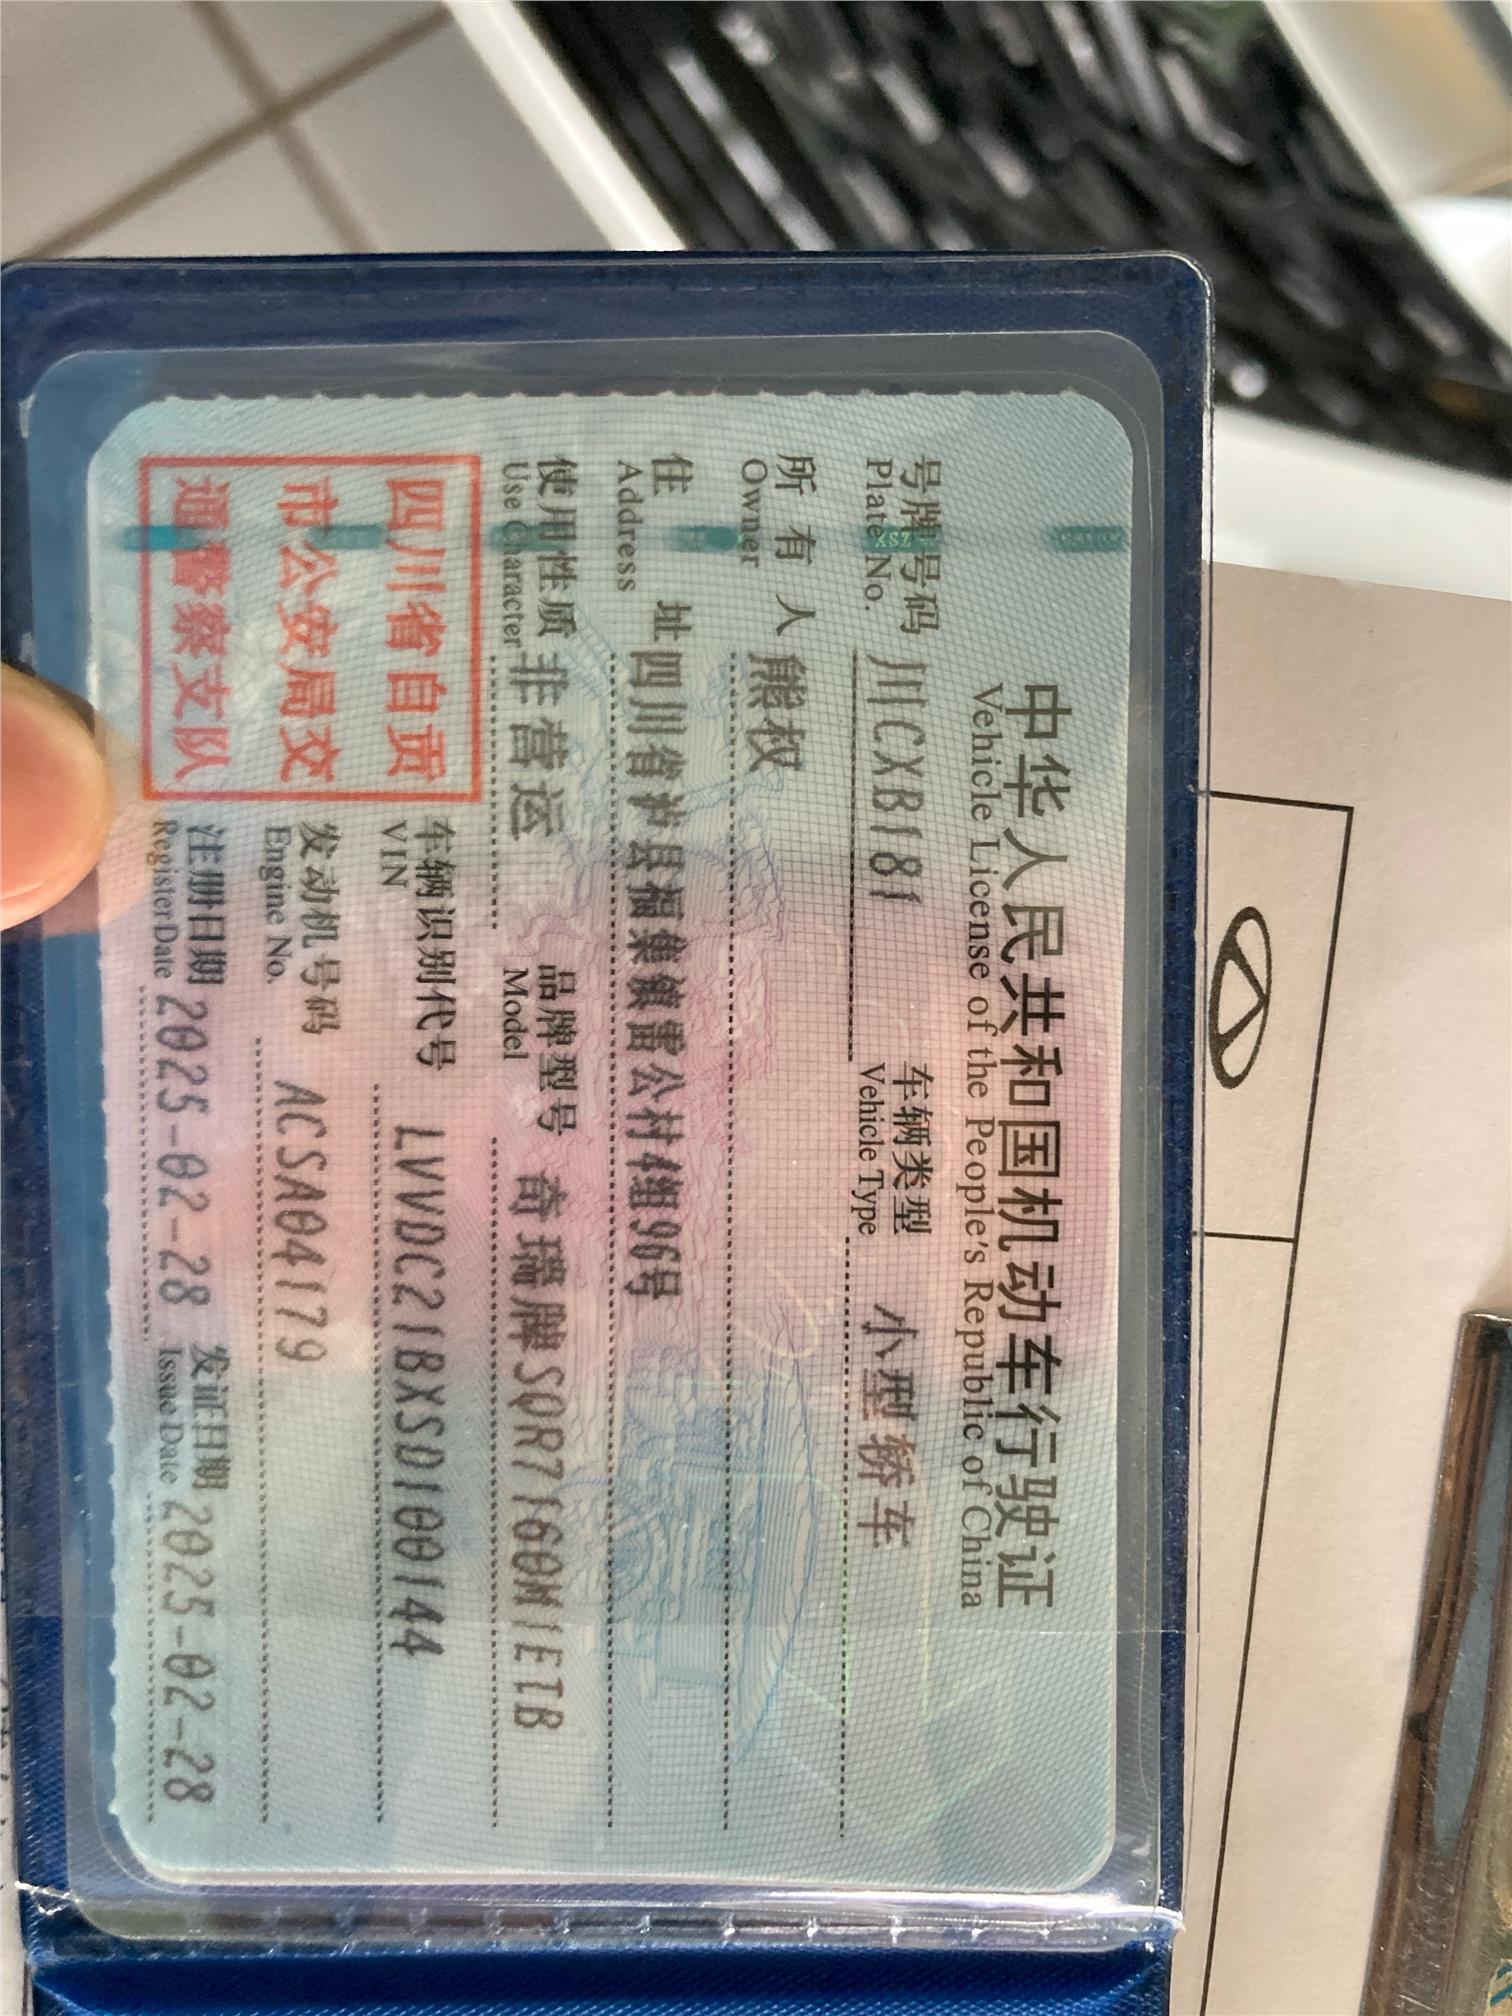 中华人民共和国机动车行驶证
Vehicle License of the People's Republic of China
号牌号码 川CXB181 车辆类型 小型轿车
Plate No. Vehicle Type
所有人 熊权
Owner
住址 四川省泸县福集镇雷公村4组96号
Address
使用性质 非营运 品牌型号 奇瑞牌SQR7160M1ETB
Use Character Model
四川省自贡
市公安局交
通警察支队
车辆识别代号 LVVDC21BXSD100144
VIN
发动机号码 ACSA04179
Engine No.
注册日期 2025-02-28 发证日期 2025-02-28
Register Date Issue Date